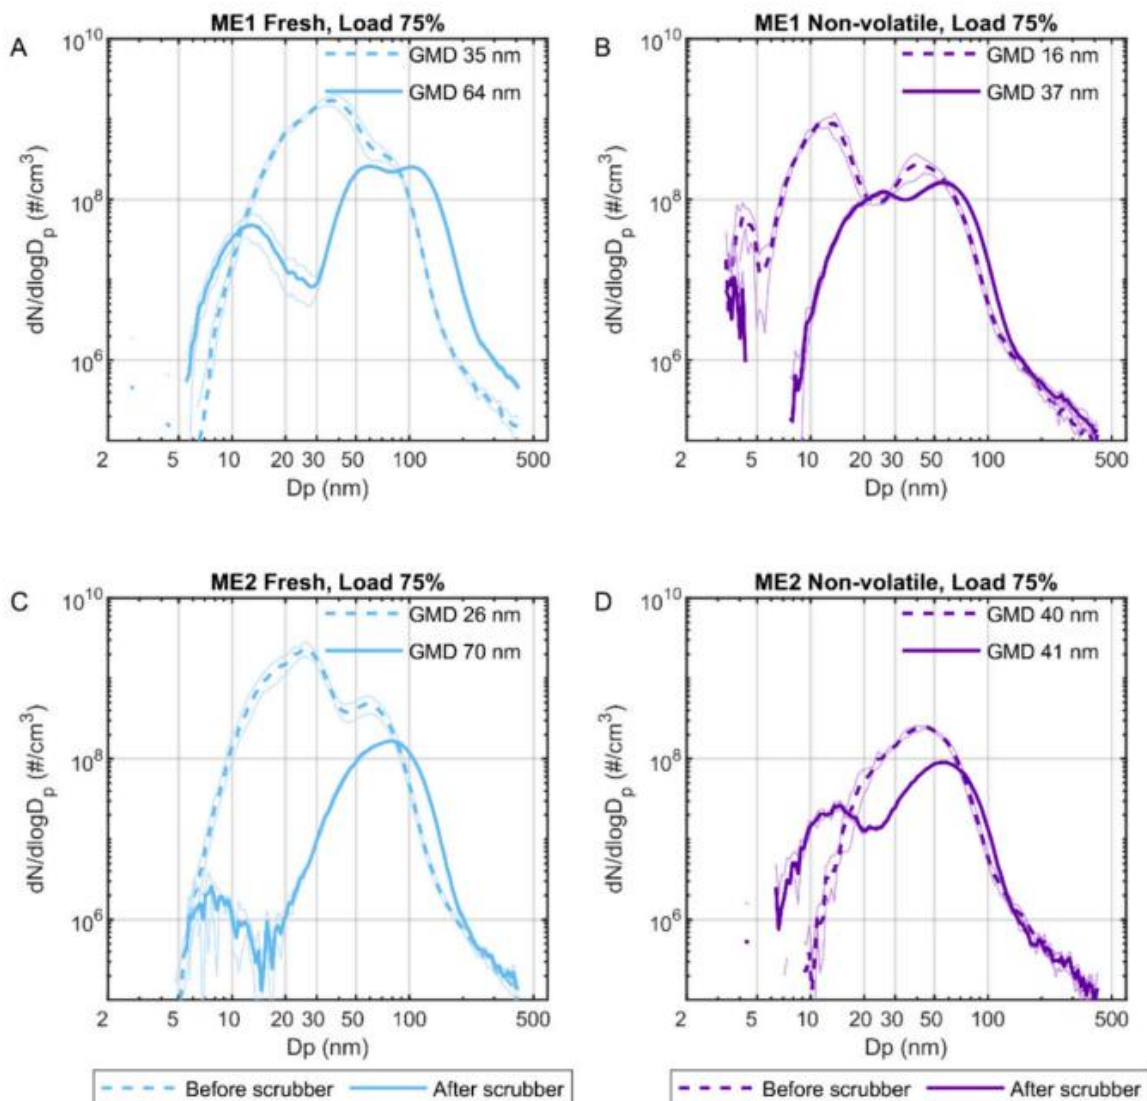 A
ME1 Fresh, Load 75%
GMD 35 nm
GMD 64 nm
10^10
10^8
10^6
dN/dlogD_p (#/cm^3)
2 5 10 20 30 50 100 500
Dp (nm)
B
ME1 Non-volatile, Load 75%
GMD 16 nm
GMD 37 nm
10^10
10^8
10^6
dN/dlogD_p (#/cm^3)
2 5 10 20 30 50 100 500
Dp (nm)
C
ME2 Fresh, Load 75%
GMD 26 nm
GMD 70 nm
10^10
10^8
10^6
dN/dlogD_p (#/cm^3)
2 5 10 20 30 50 100 500
Dp (nm)
D
ME2 Non-volatile, Load 75%
GMD 40 nm
GMD 41 nm
10^10
10^8
10^6
dN/dlogD_p (#/cm^3)
2 5 10 20 30 50 100 500
Dp (nm)
Before scrubber After scrubber
Before scrubber After scrubber